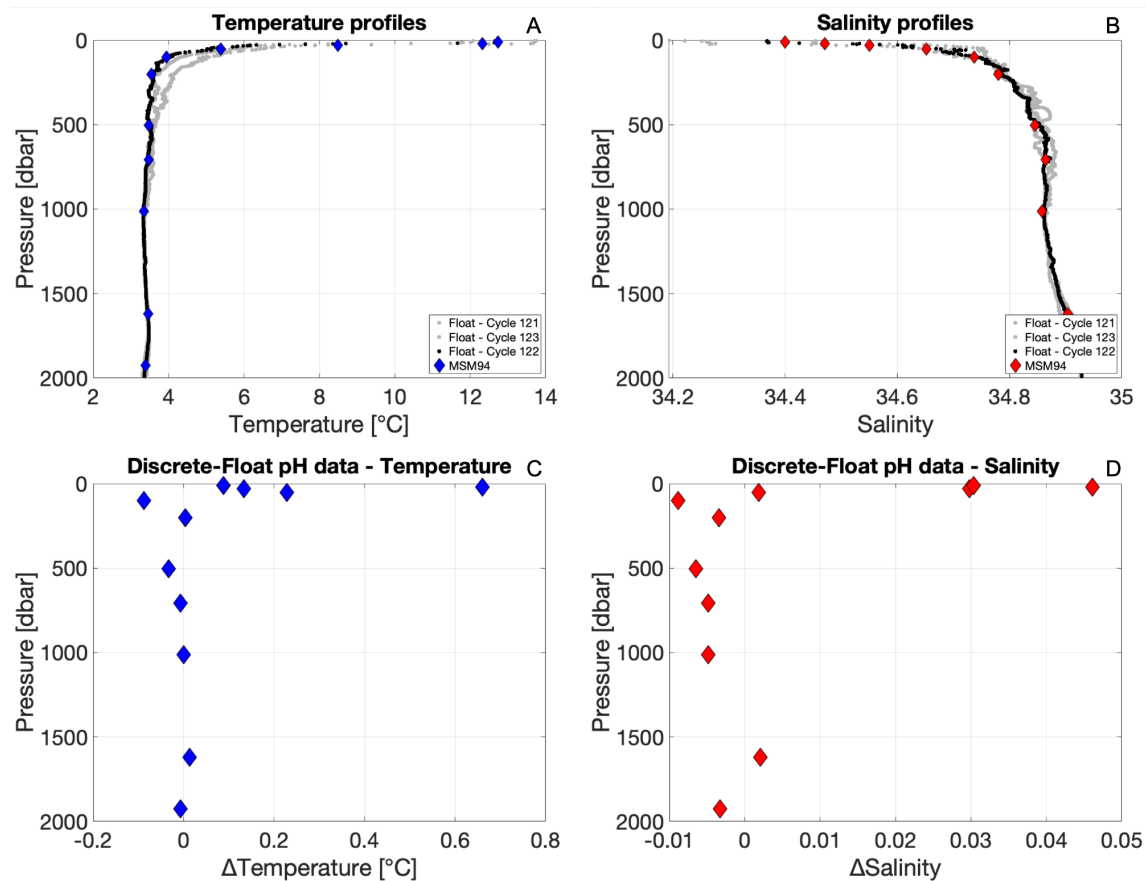 Temperature profiles
A
0
500
1000
1500
2000
Pressure [dbar]
2
4
6
8
10
12
14
Temperature [°C]
Float - Cycle 121
Float - Cycle 123
Float - Cycle 122
MSM94
Salinity profiles
B
0
500
1000
1500
2000
Pressure [dbar]
34.2
34.4
34.6
34.8
35
Salinity
Float - Cycle 121
Float - Cycle 123
Float - Cycle 122
MSM94
Discrete-Float pH data - Temperature
C
0
500
1000
1500
2000
Pressure [dbar]
-0.2
0
0.2
0.4
0.6
0.8
ΔTemperature [°C]
Discrete-Float pH data - Salinity
D
0
500
1000
1500
2000
Pressure [dbar]
-0.01
0
0.01
0.02
0.03
0.04
0.05
ΔSalinity